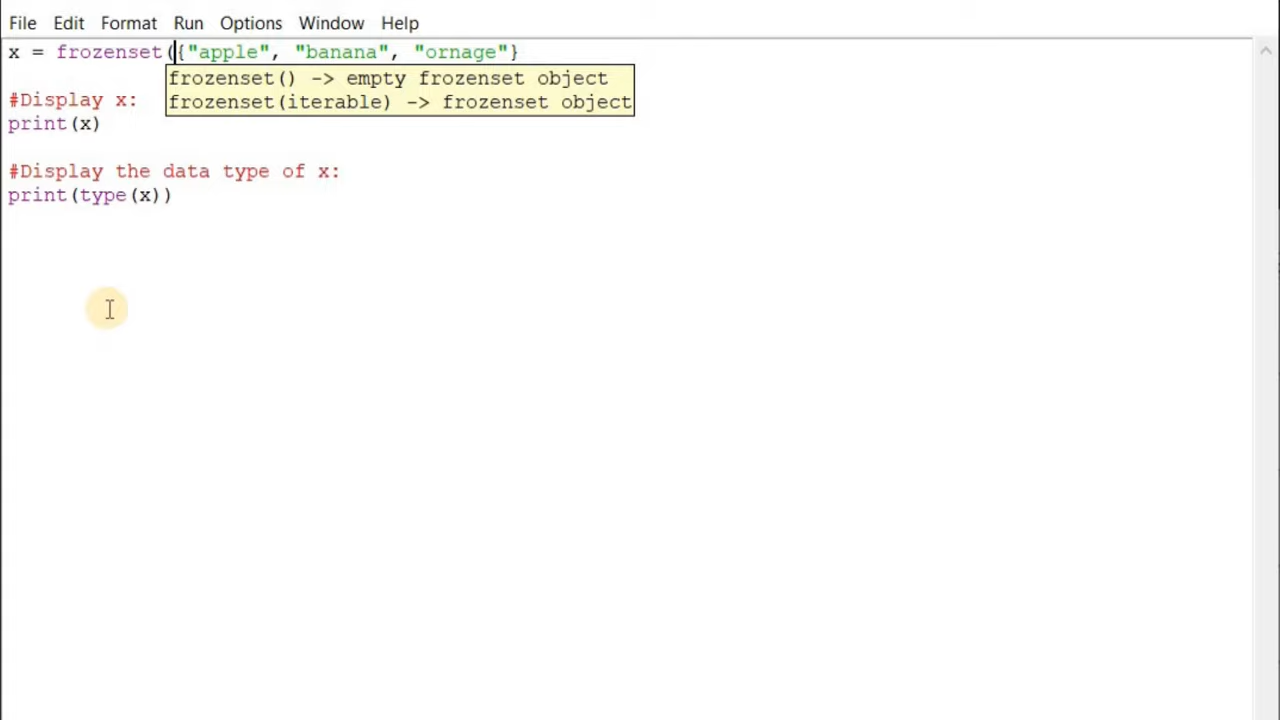 File Edit Format Run Options Window Help
x = frozenset({"apple", "banana", "ornage"}
frozenset() -> empty frozenset object
#Display x:
frozenset(iterable) -> frozenset object
print(x)
#Display the data type of x:
print(type(x))